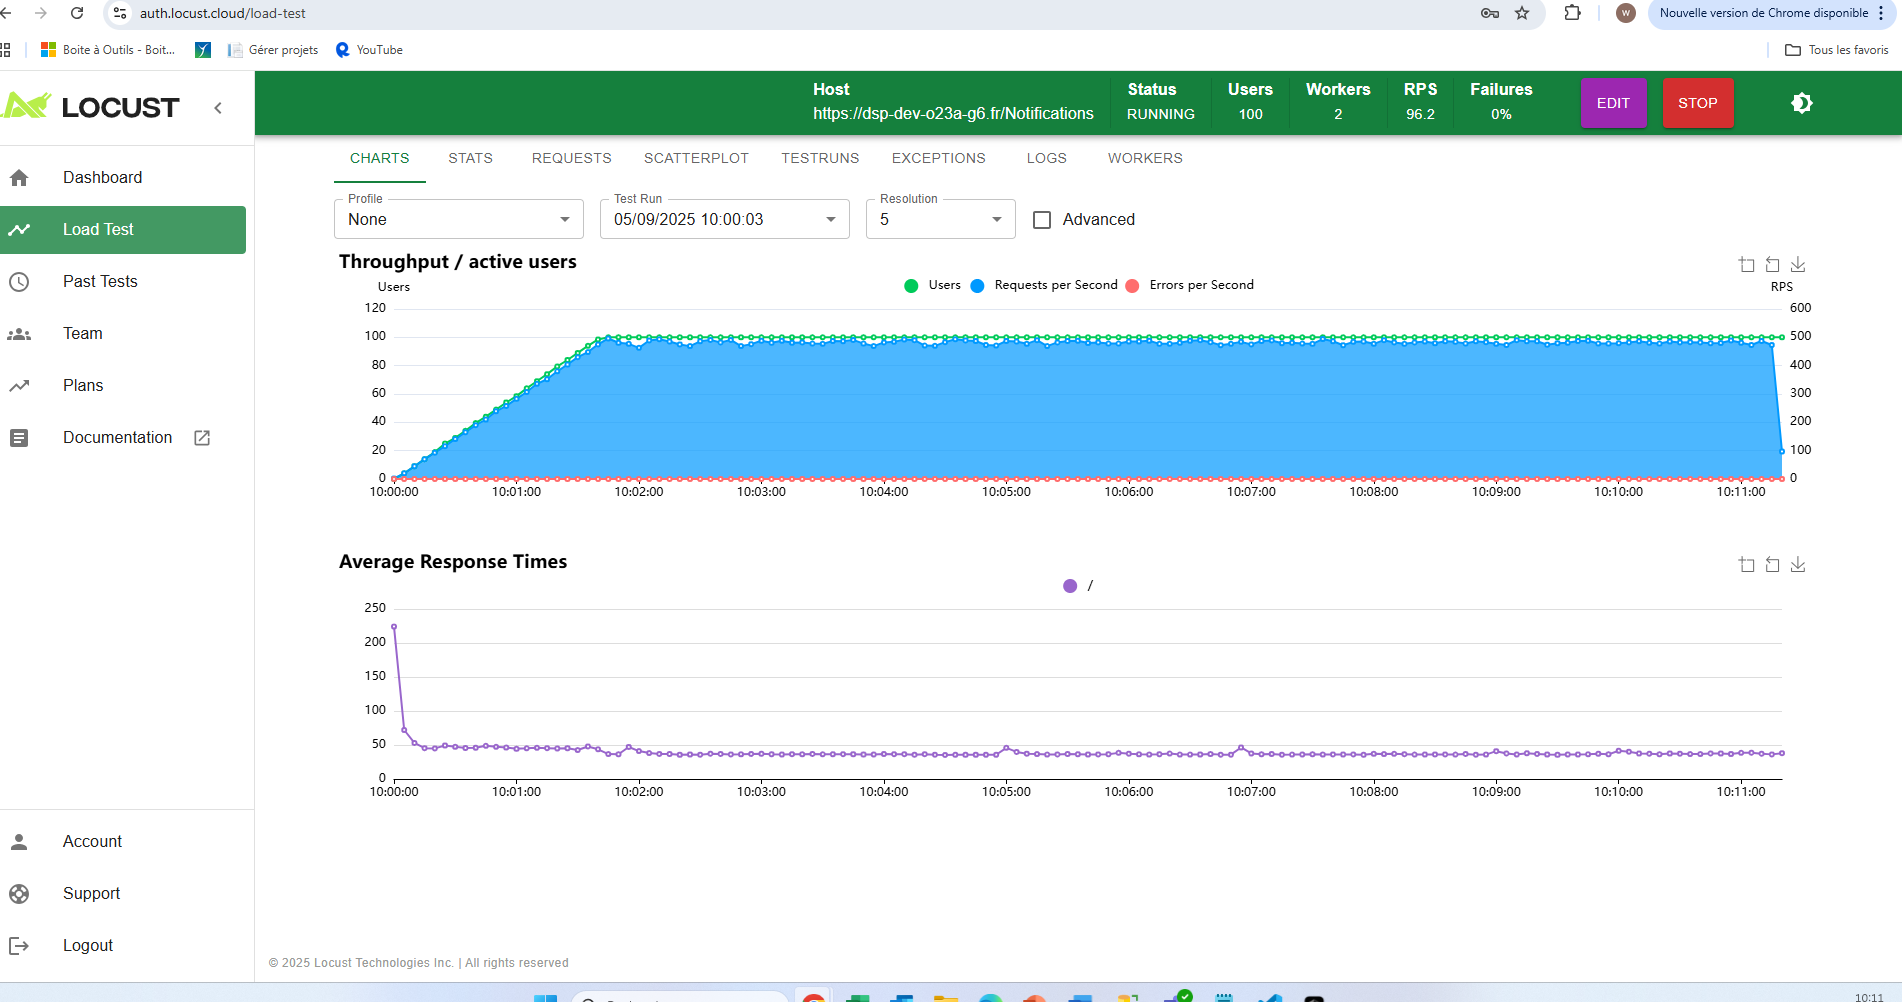 auth.locust.cloud/load-test
W
Nouvelle version de Chrome disponible
Boite à Outils - Boit...
Gérer projets
YouTube
Tous les favoris
LOCUST
Host
https://dsp-dev-o23a-g6.fr/Notifications
Status
RUNNING
Users
100
Workers
2
RPS
96.2
Failures
0%
EDIT
STOP
Dashboard
Load Test
Past Tests
Team
Plans
Documentation
Account
Support
Logout
CHARTS STATS REQUESTS SCATTERPLOT TESTRUNS EXCEPTIONS LOGS WORKERS
Profile
None
Test Run
05/09/2025 10:00:03
Resolution
5
Advanced
Throughput / active users
Users
Users Requests per Second Errors per Second
RPS
120
100
80
60
40
20
0
600
500
400
300
200
100
0
10:00:00 10:01:00 10:02:00 10:03:00 10:04:00 10:05:00 10:06:00 10:07:00 10:08:00 10:09:00 10:10:00 10:11:00
Average Response Times
/
250
200
150
100
50
0
10:00:00 10:01:00 10:02:00 10:03:00 10:04:00 10:05:00 10:06:00 10:07:00 10:08:00 10:09:00 10:10:00 10:11:00
© 2025 Locust Technologies Inc. | All rights reserved
10:11